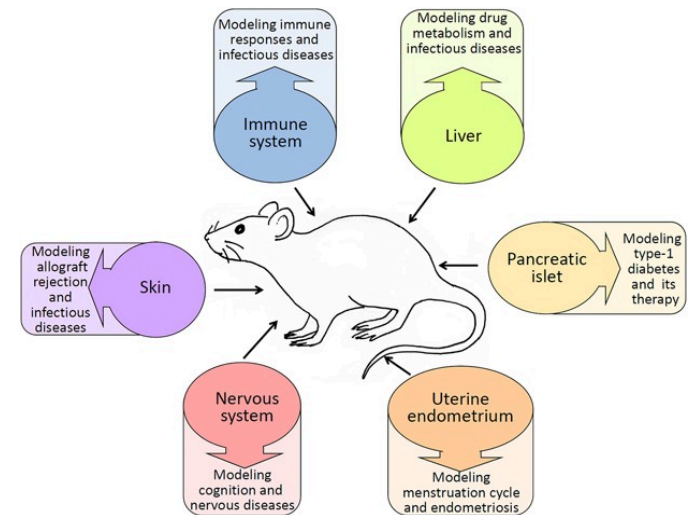 Modeling immune
responses and
infectious diseases
Immune
system
Modeling drug
metabolism and
infectious diseases
Liver
Modeling
allograft
rejection
and
infectious
diseases
Skin
Pancreatic
islet
Modeling
type-1
diabetes
and its
therapy
Nervous
system
Modeling
cognition and
nervous diseases
Uterine
endometrium
Modeling
menstruation cycle
and endometriosis